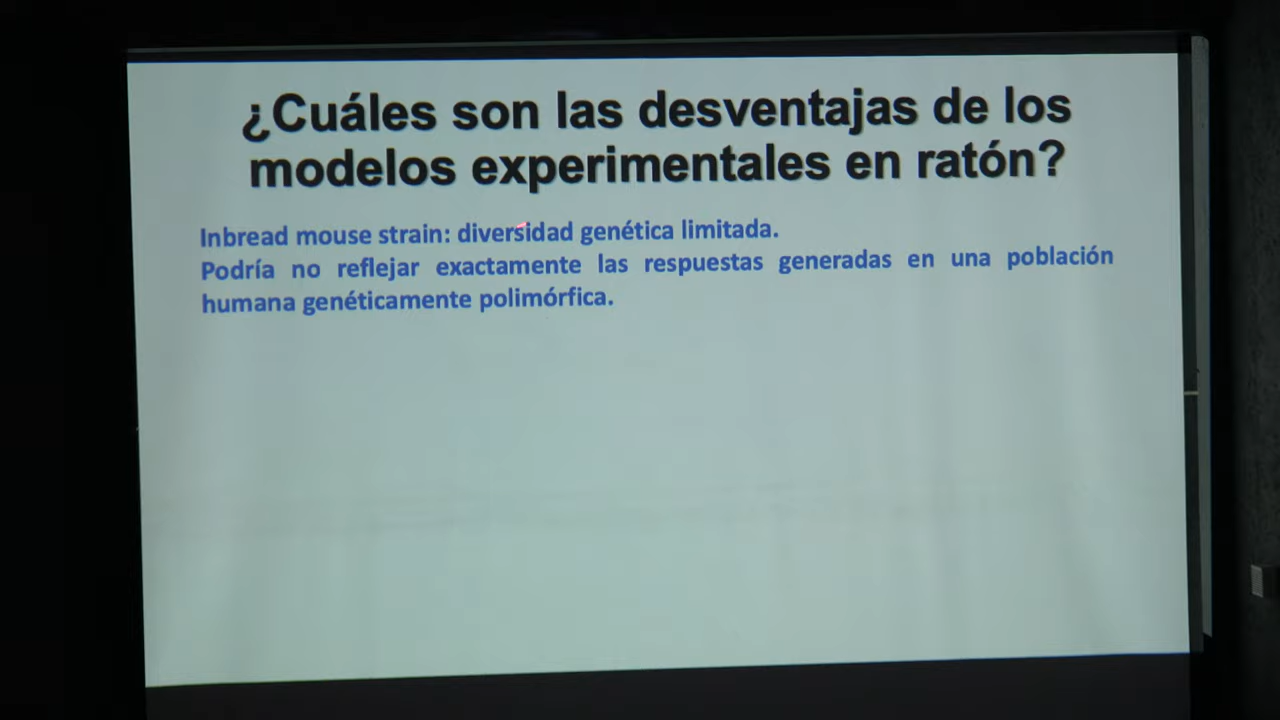 ¿Cuáles son las desventajas de los
modelos experimentales en ratón?
Inbread mouse strain: diversidad genética limitada.
Podría no reflejar exactamente las respuestas generadas en una población
humana genéticamente polimórfica.